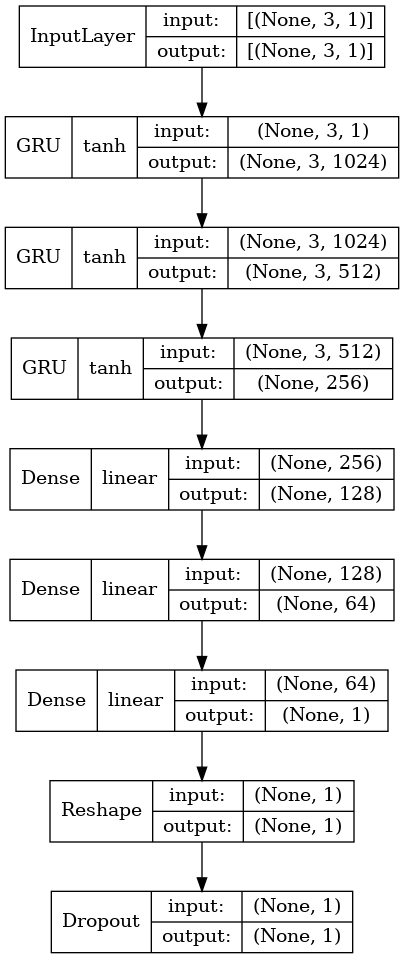 InputLayer input: [(None, 3, 1)]
output: [(None, 3, 1)]
GRU tanh input: (None, 3, 1)
output: (None, 3, 1024)
GRU tanh input: (None, 3, 1024)
output: (None, 3, 512)
GRU tanh input: (None, 3, 512)
output: (None, 256)
Dense linear input: (None, 256)
output: (None, 128)
Dense linear input: (None, 128)
output: (None, 64)
Dense linear input: (None, 64)
output: (None, 1)
Reshape input: (None, 1)
output: (None, 1)
Dropout input: (None, 1)
output: (None, 1)